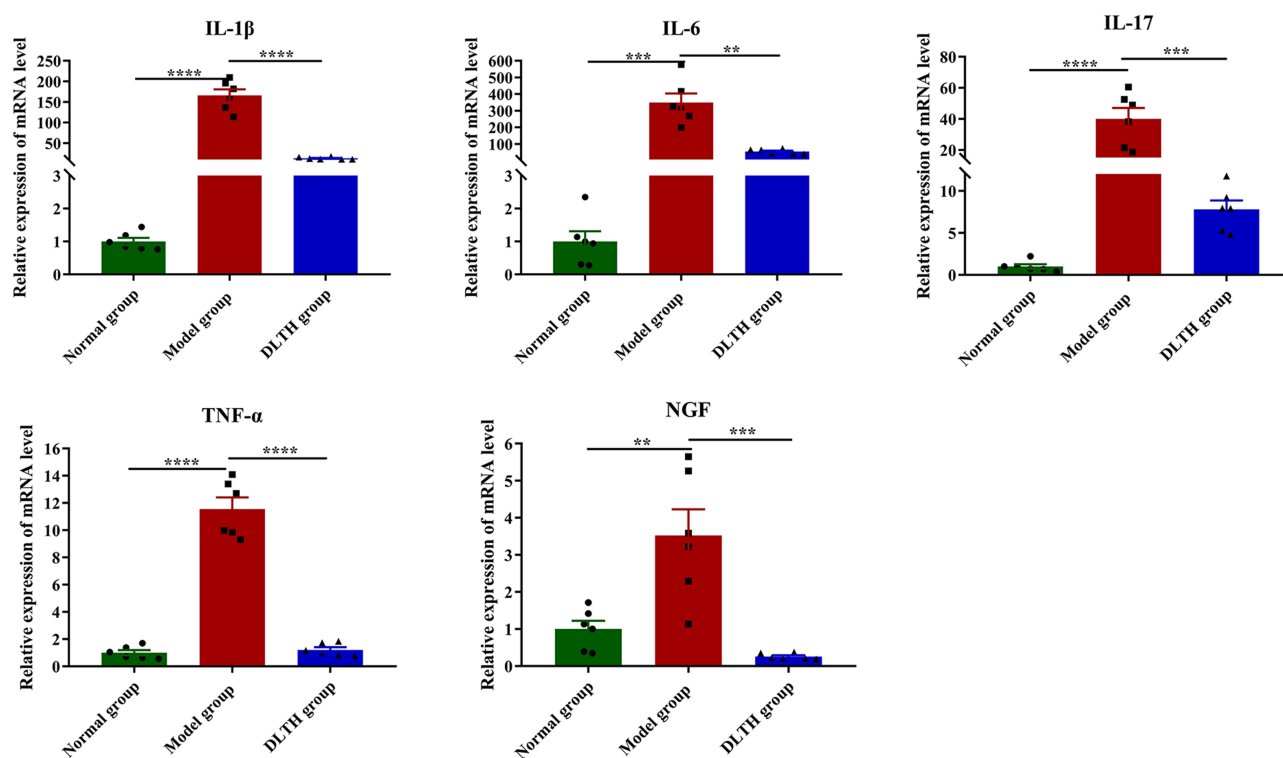 IL-1β
Relative expression of mRNA level
250
200
150
100
50
3
2
1
0
****
****
Normal group
Model group
DLTH group
IL-6
Relative expression of mRNA level
600
500
400
300
200
100
3
2
1
0
***
**
Normal group
Model group
DLTH group
IL-17
Relative expression of mRNA level
80
60
40
20
10
5
0
****
***
Normal group
Model group
DLTH group
TNF-α
Relative expression of mRNA level
16
14
12
10
8
6
4
2
0
****
****
Normal group
Model group
DLTH group
NGF
Relative expression of mRNA level
6
5
4
3
2
1
0
**
***
Normal group
Model group
DLTH group